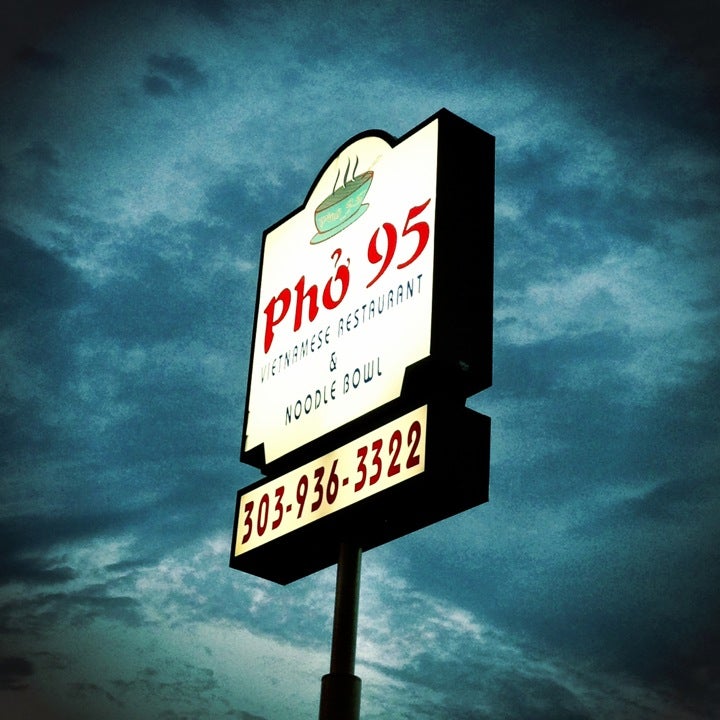 Phở 95
VIETNAMESE RESTAURANT
&
NOODLE BOWL
303-936-3322